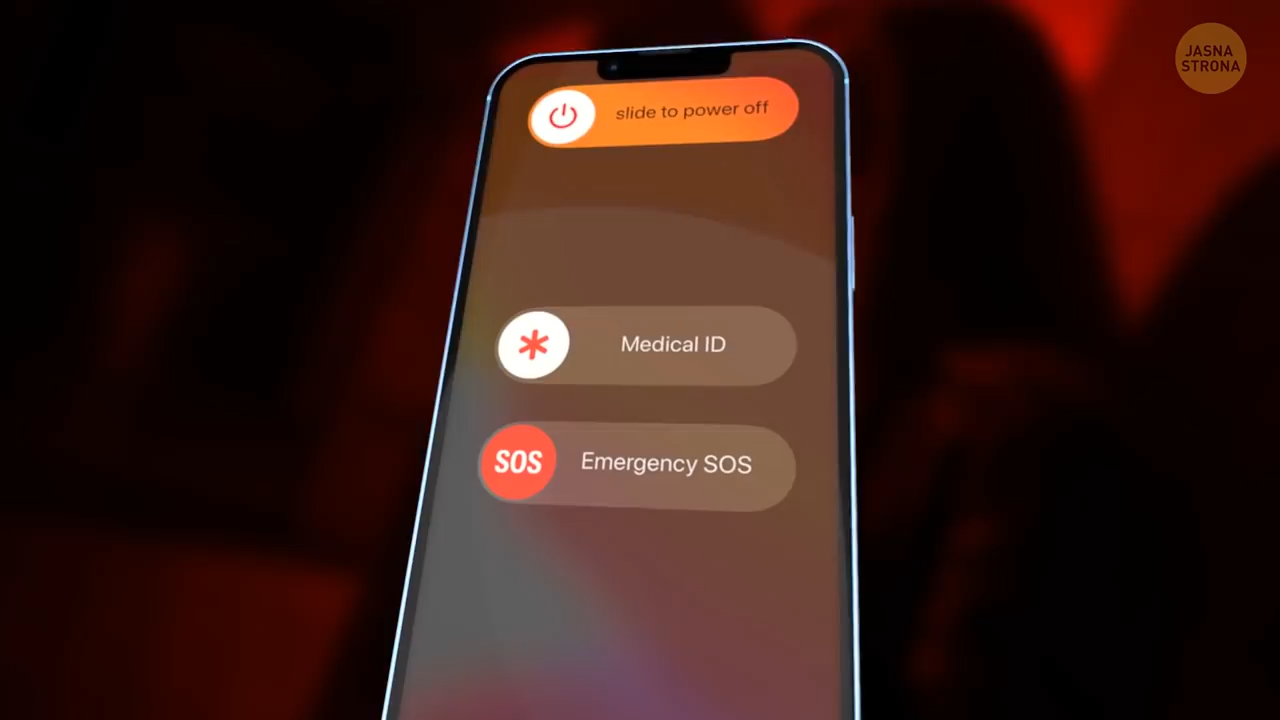 JASNA
STRONA
slide to power off
Medical ID
SOS
Emergency SOS